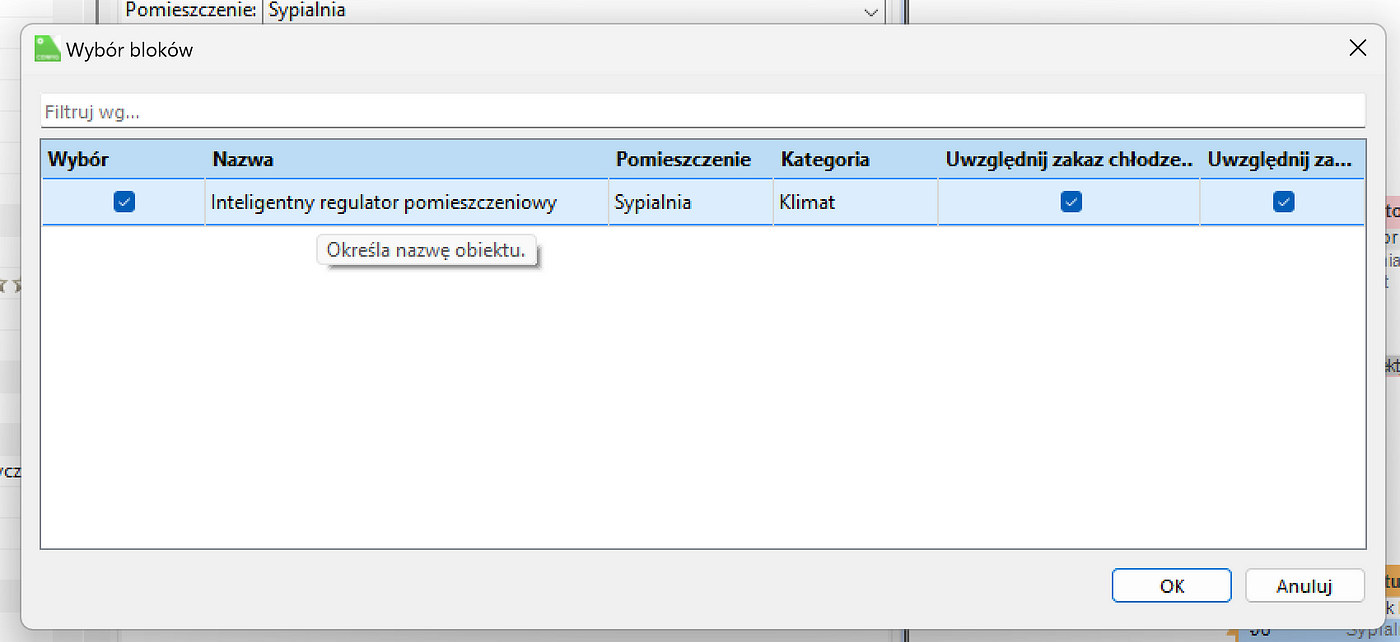 Pomieszczenie: Sypialnia
Wybór bloków
Filtruj wg...
Wybór Nazwa Pomieszczenie Kategoria Uwzględnij zakaz chłodze.. Uwzględnij za...
Inteligentny regulator pomieszczeniowy Sypialnia Klimat
Określa nazwę obiektu.
OK Anuluj